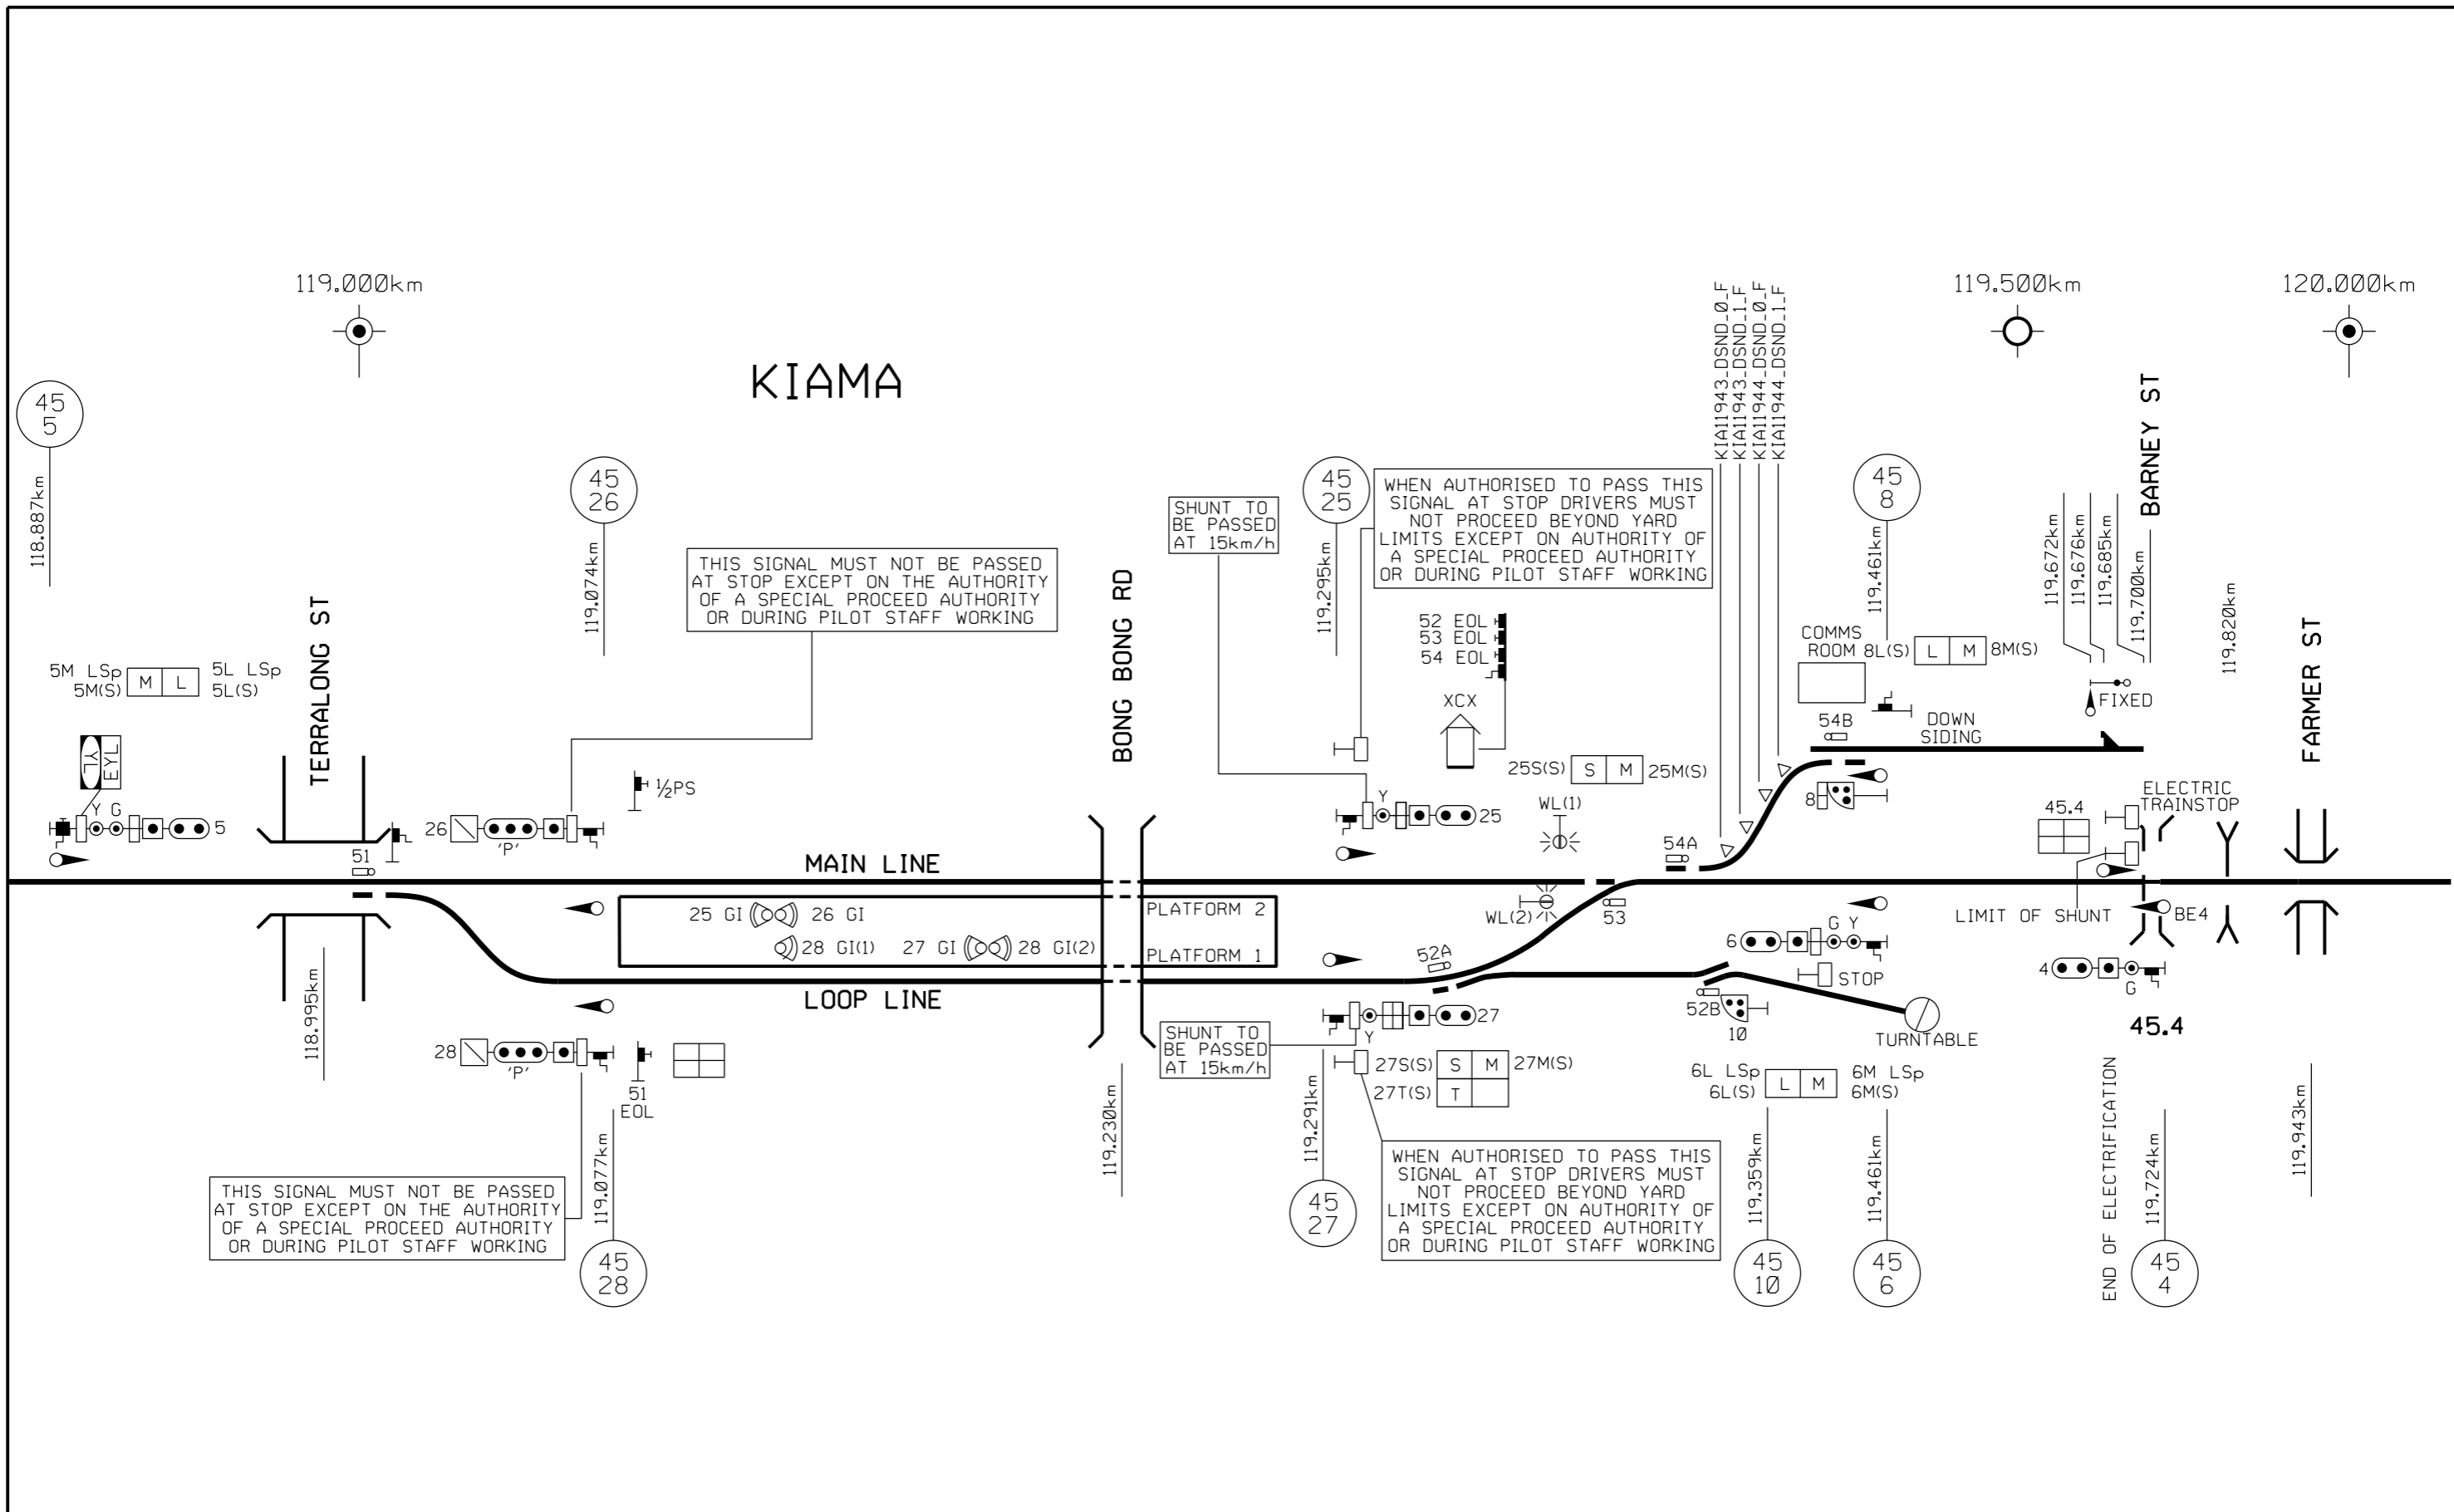 119.000km
119.500km
120.000km
KIAMA
45
5
118.887km
45
26
119.074km
THIS SIGNAL MUST NOT BE PASSED
AT STOP EXCEPT ON THE AUTHORITY
OF A SPECIAL PROCEED AUTHORITY
OR DURING PILOT STAFF WORKING
SHUNT TO
BE PASSED
AT 15km/h
45
25
119.295km
WHEN AUTHORISED TO PASS THIS
SIGNAL AT STOP DRIVERS MUST
NOT PROCEED BEYOND YARD
LIMITS EXCEPT ON AUTHORITY OF
A SPECIAL PROCEED AUTHORITY
OR DURING PILOT STAFF WORKING
KIA11943_DSND_0_F
KIA11943_DSND_1_F
KIA11944_DSND_0_F
KIA11944_DSND_1_F
45
8
119.461km
119.672km
119.676km
119.685km
119.700km
BARNEY ST
119.820km
FARMER ST
TERRALONG ST
BONG BONG RD
5M LSp
5M(S)
M L
5L LSp
5L(S)
YL
EYL
Y G
5
51
26
'P'
½PS
52 EOL
53 EOL
54 EOL
XCX
25S(S) S M 25M(S)
Y
25
WL(1)
COMMS
ROOM
8L(S) L M 8M(S)
54B
DOWN
SIDING
FIXED
8
54A
45.4
ELECTRIC
TRAINSTOP
MAIN LINE
25 GI
26 GI
28 GI(1)
27 GI
28 GI(2)
PLATFORM 2
PLATFORM 1
WL(2)
53
LIMIT OF SHUNT
BE4
LOOP LINE
52A
6
G Y
STOP
4
G
45.4
28
'P'
51
EOL
SHUNT TO
BE PASSED
AT 15km/h
Y
27
27S(S) S M 27M(S)
27T(S) T
52B
10
TURNTABLE
6L LSp
6L(S)
L M
6M LSp
6M(S)
118.995km
119.077km
119.230km
119.291km
119.359km
119.461km
END OF ELECTRIFICATION
119.724km
119.943km
THIS SIGNAL MUST NOT BE PASSED
AT STOP EXCEPT ON THE AUTHORITY
OF A SPECIAL PROCEED AUTHORITY
OR DURING PILOT STAFF WORKING
45
28
45
27
WHEN AUTHORISED TO PASS THIS
SIGNAL AT STOP DRIVERS MUST
NOT PROCEED BEYOND YARD
LIMITS EXCEPT ON AUTHORITY OF
A SPECIAL PROCEED AUTHORITY
OR DURING PILOT STAFF WORKING
45
10
45
6
45
4